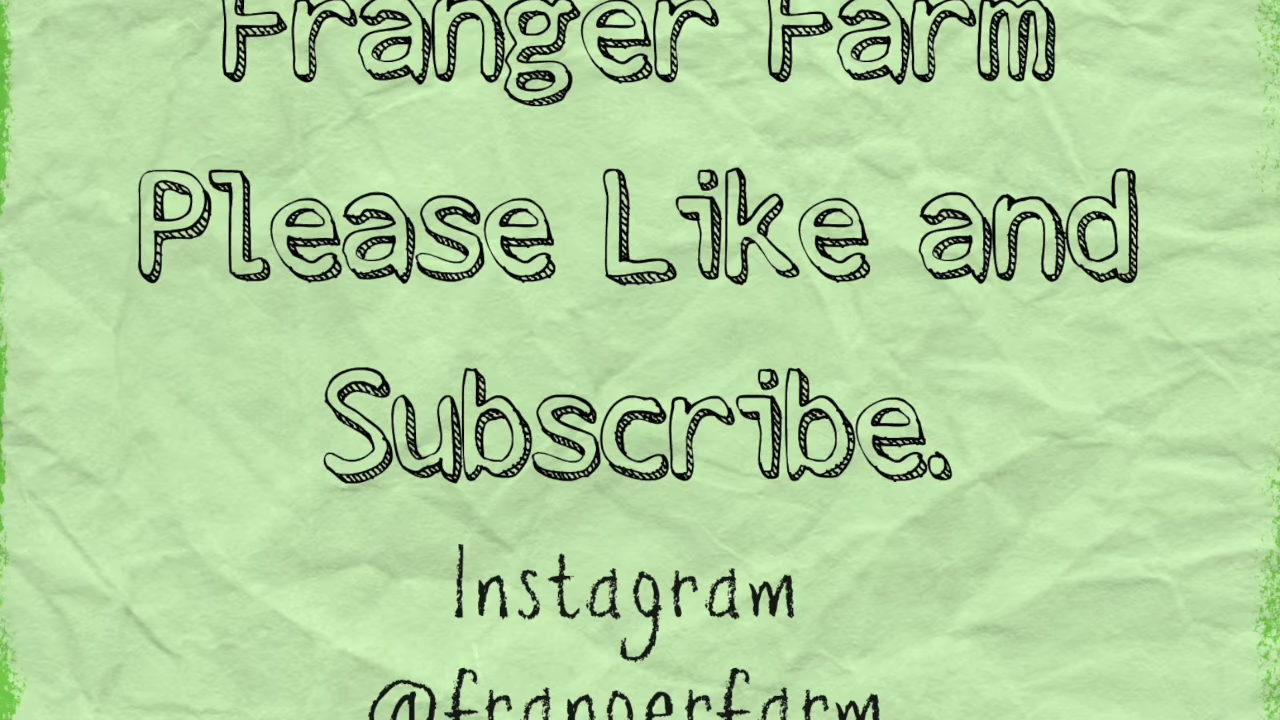 Franger Farm
Please Like and
Subscribe.
Instagram
@frangerfarm